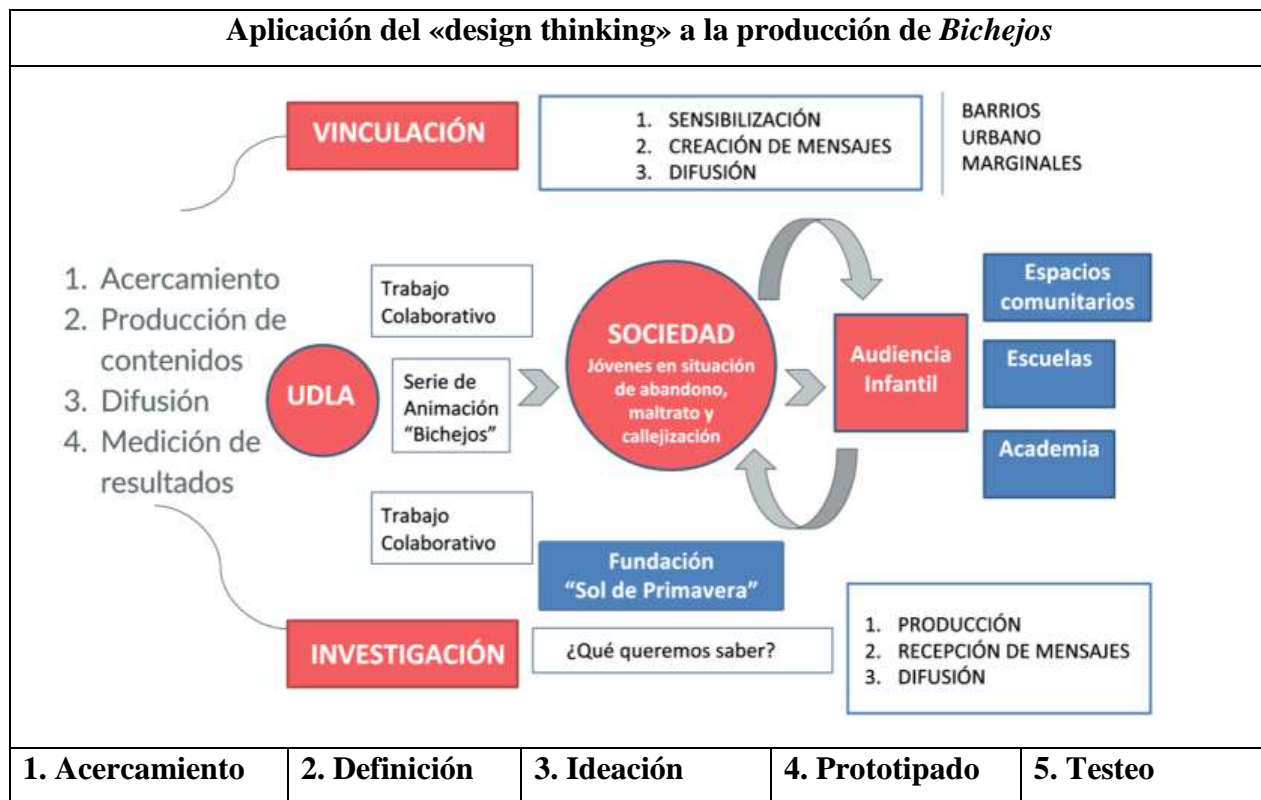 Aplicación del «design thinking» a la producción de Bichejos
VINCULACIÓN
1. SENSIBILIZACIÓN
2. CREACIÓN DE MENSAJES
3. DIFUSIÓN
BARRIOS
URBANO
MARGINALES
1. Acercamiento
2. Producción de
contenidos
3. Difusión
4. Medición de
resultados
UDLA
Trabajo
Colaborativo
Serie de
Animación
“Bichejos”
Trabajo
Colaborativo
SOCIEDAD
Jóvenes en situación
de abandono,
maltrato y
callejización
Audiencia
Infantil
Espacios
comunitarios
Escuelas
Academia
Fundación
“Sol de Primavera”
INVESTIGACIÓN
¿Qué queremos saber?
1. PRODUCCIÓN
2. RECEPCIÓN DE MENSAJES
3. DIFUSIÓN
1. Acercamiento
2. Definición
3. Ideación
4. Prototipado
5. Testeo